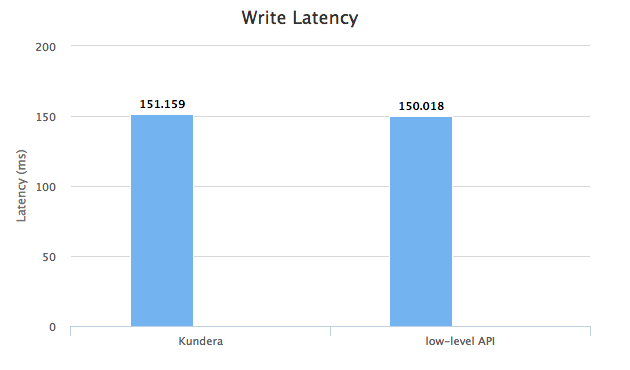 Write Latency
200
151.159
150.018
150
100
50
0
Latency (ms)
Kundera
low-level API